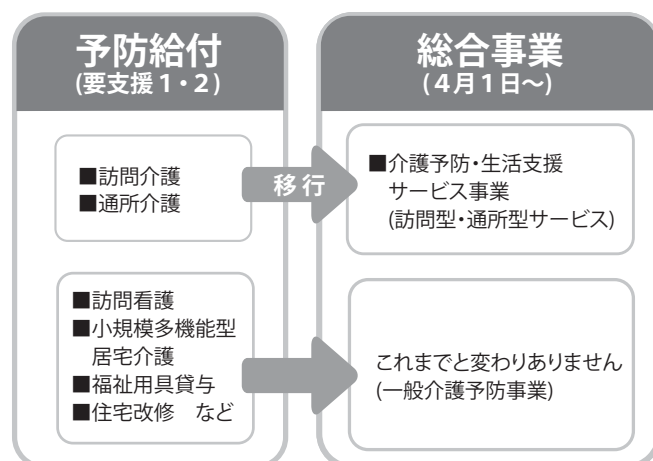 予防給付
(要支援1・2)
■訪問介護
■通所介護
■訪問看護
■小規模多機能型
居宅介護
■福祉用具貸与
■住宅改修　など
移行
総合事業
(4月1日〜)
■介護予防・生活支援
サービス事業
(訪問型・通所型サービス)
これまでと変わりありません
(一般介護予防事業)